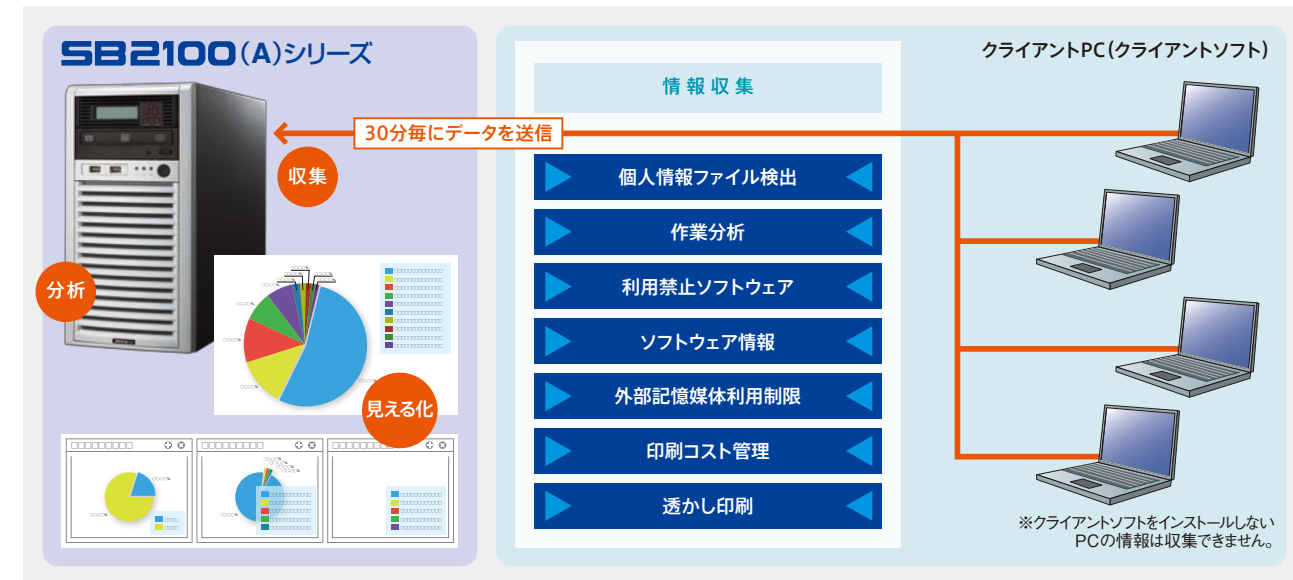 SB2100(A)シリーズ
クライアントPC(クライアントソフト)
情報収集
30分毎にデータを送信
収集
個人情報ファイル検出
作業分析
利用禁止ソフトウェア
分析
ソフトウェア情報
外部記憶媒体利用制限
見える化
印刷コスト管理
透かし印刷
※クライアントソフトをインストールしない
PCの情報は収集できません。